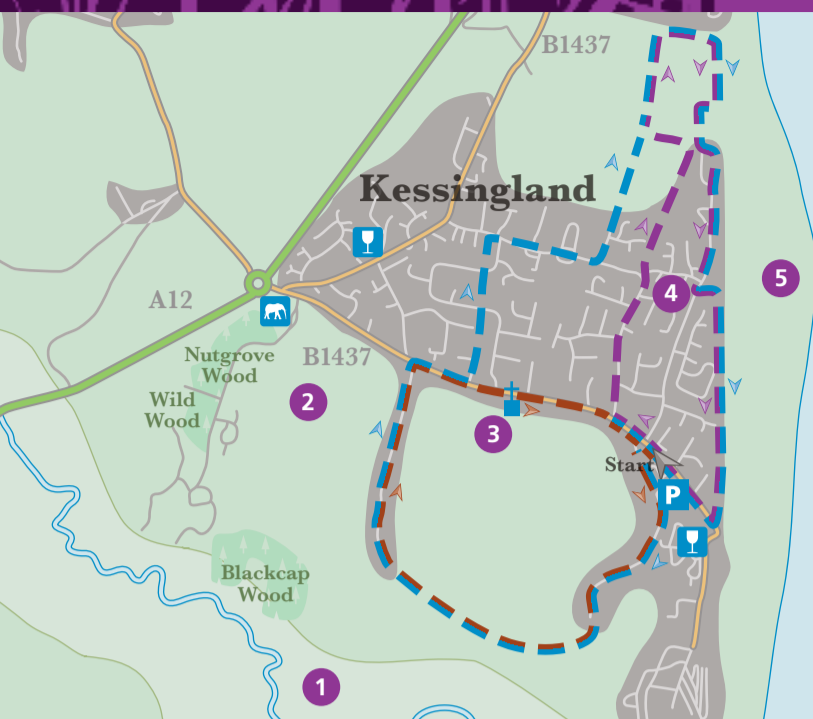 B1437
Kessingland
5
4
A12
Nutgrove
Wood
B1437
Wild
Wood
2
3
Start
P
Blackcap
Wood
1